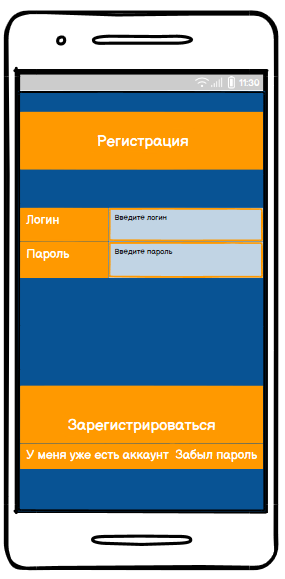 11:30
Регистрация
Логин Введите логин
Пароль Введите пароль
Зарегистрироваться
У меня уже есть аккаунт Забыл пароль